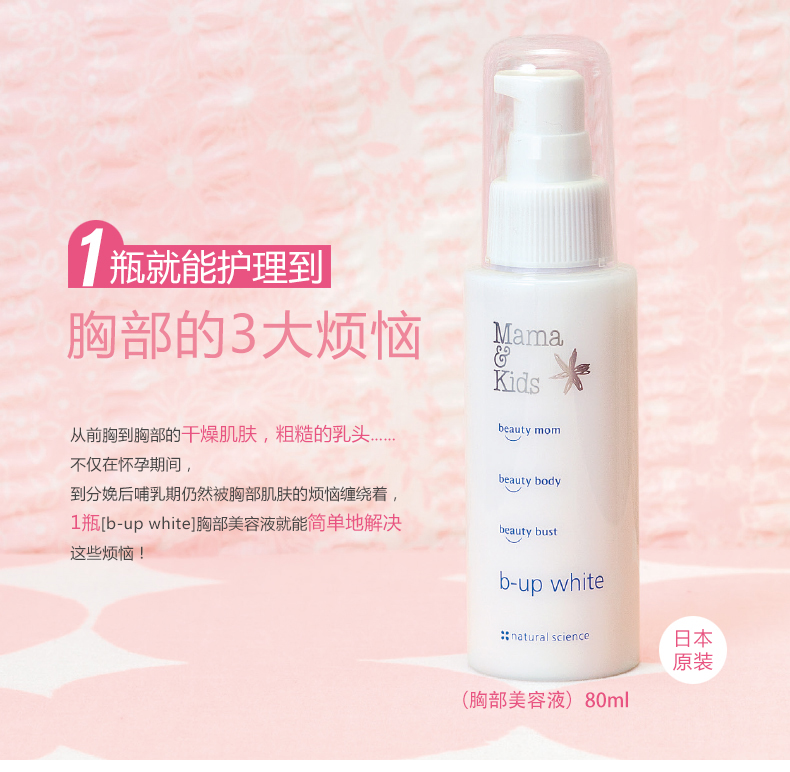 1瓶就能护理到
胸部的3大烦恼
从前胸到胸部的干燥肌肤，粗糙的乳头……
不仅在怀孕期间，
到分娩后哺乳期仍然被胸部肌肤的烦恼缠绕着，
1瓶[b-up white]胸部美容液就能简单地解决
这些烦恼！
Mama
&
Kids
beauty mom
beauty body
beauty bust
b-up white
natural science
日本
原装
（胸部美容液）80ml